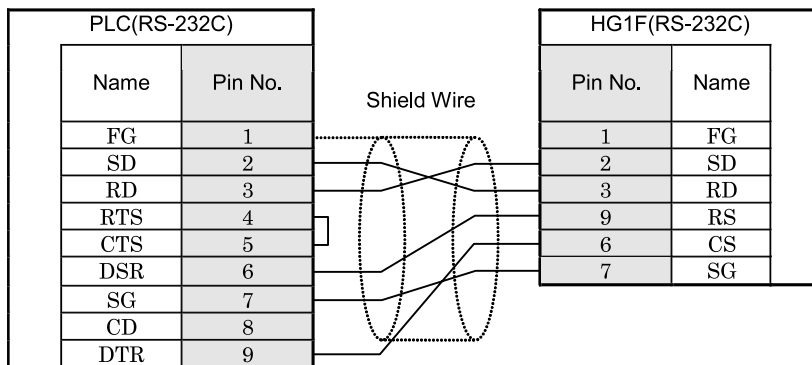 PLC(RS-232C)
Name Pin No.
FG 1
SD 2
RD 3
RTS 4
CTS 5
DSR 6
SG 7
CD 8
DTR 9
Shield Wire
HG1F(RS-232C)
Pin No. Name
1 FG
2 SD
3 RD
9 RS
6 CS
7 SG